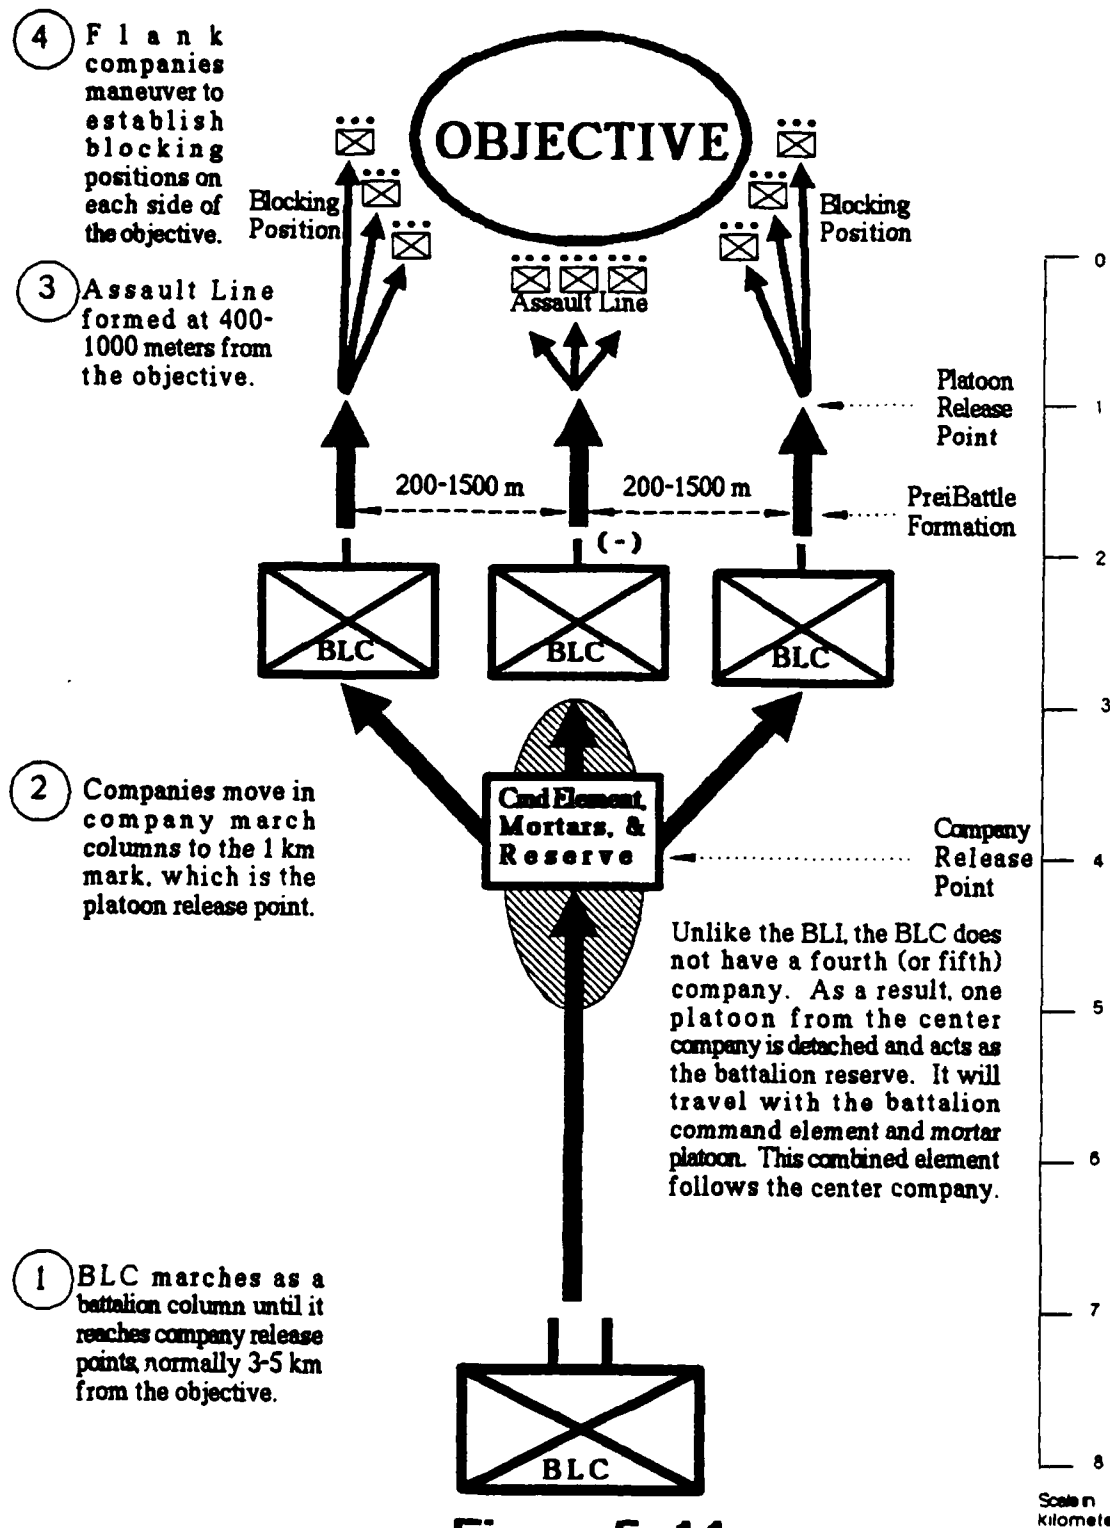 4
Flank
companies
maneuver to
establish
blocking
positions on
each side of
the objective.
OBJECTIVE
Blocking
Position
Blocking
Position
3
Assault Line
formed at 400-
1000 meters from
the objective.
Assault Line
Platoon
Release
Point
200-1500 m
200-1500 m
PreiBattle
Formation
(-)
BLC
BLC
BLC
2
Companies move in
company march
columns to the 1 km
mark, which is the
platoon release point.
Cmd Element,
Mortars, &
Reserve
Company
Release
Point
Unlike the BLI, the BLC does
not have a fourth (or fifth)
company. As a result, one
platoon from the center
company is detached and acts as
the battalion reserve. It will
travel with the battalion
command element and mortar
platoon. This combined element
follows the center company.
1
BLC marches as a
battalion column until it
reaches company release
points, normally 3-5 km
from the objective.
BLC
0
1
2
3
4
5
6
7
8
Scale in